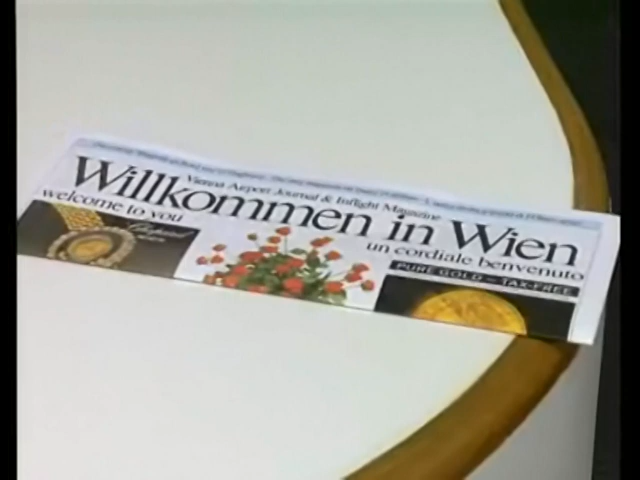 Vienna Airport Journal & Inflight Magazine
Willkommen in Wien
welcome to you
un cordiale benvenuto
PURE GOLD – TAX-FREE